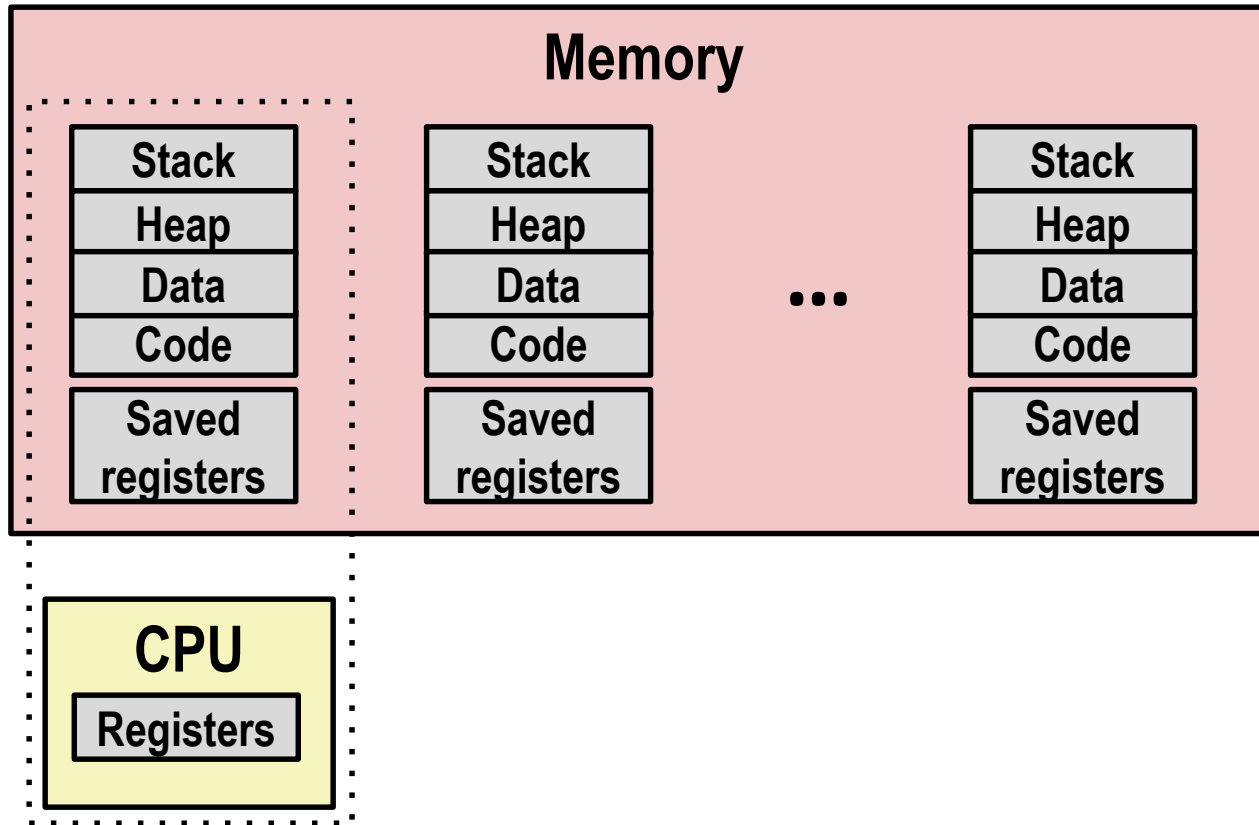 Memory
Stack
Heap
Data
Code
Saved
registers
Stack
Heap
Data
Code
Saved
registers
...
Stack
Heap
Data
Code
Saved
registers
CPU
Registers